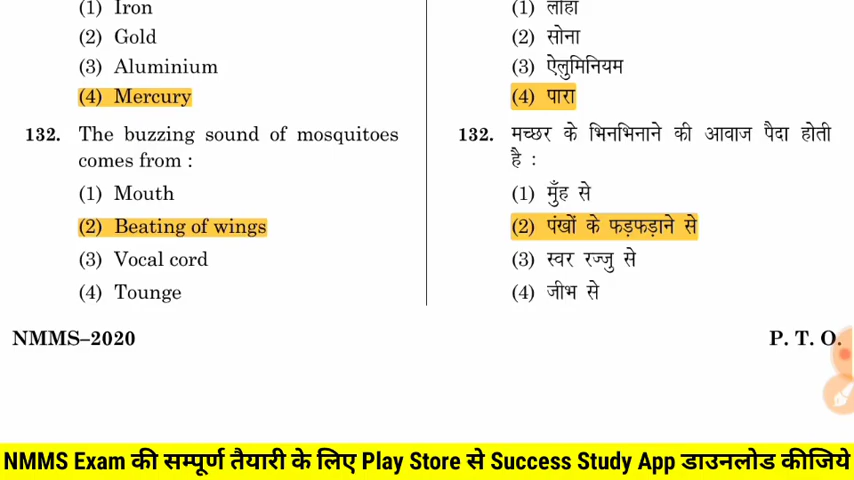 (1) Iron
(2) Gold
(3) Aluminium
(4) Mercury
132. The buzzing sound of mosquitoes
comes from :
(1) Mouth
(2) Beating of wings
(3) Vocal cord
(4) Tounge
(1) लोहा
(2) सोना
(3) ऐलुमिनियम
(4) पारा
132. मच्छर के भिनभिनाने की आवाज पैदा होती
है :
(1) मुँह से
(2) पंखों के फड़फड़ाने से
(3) स्वर रज्जु से
(4) जीभ से
NMMS–2020
P. T. O.
NMMS Exam की सम्पूर्ण तैयारी के लिए Play Store से Success Study App डाउनलोड कीजिये